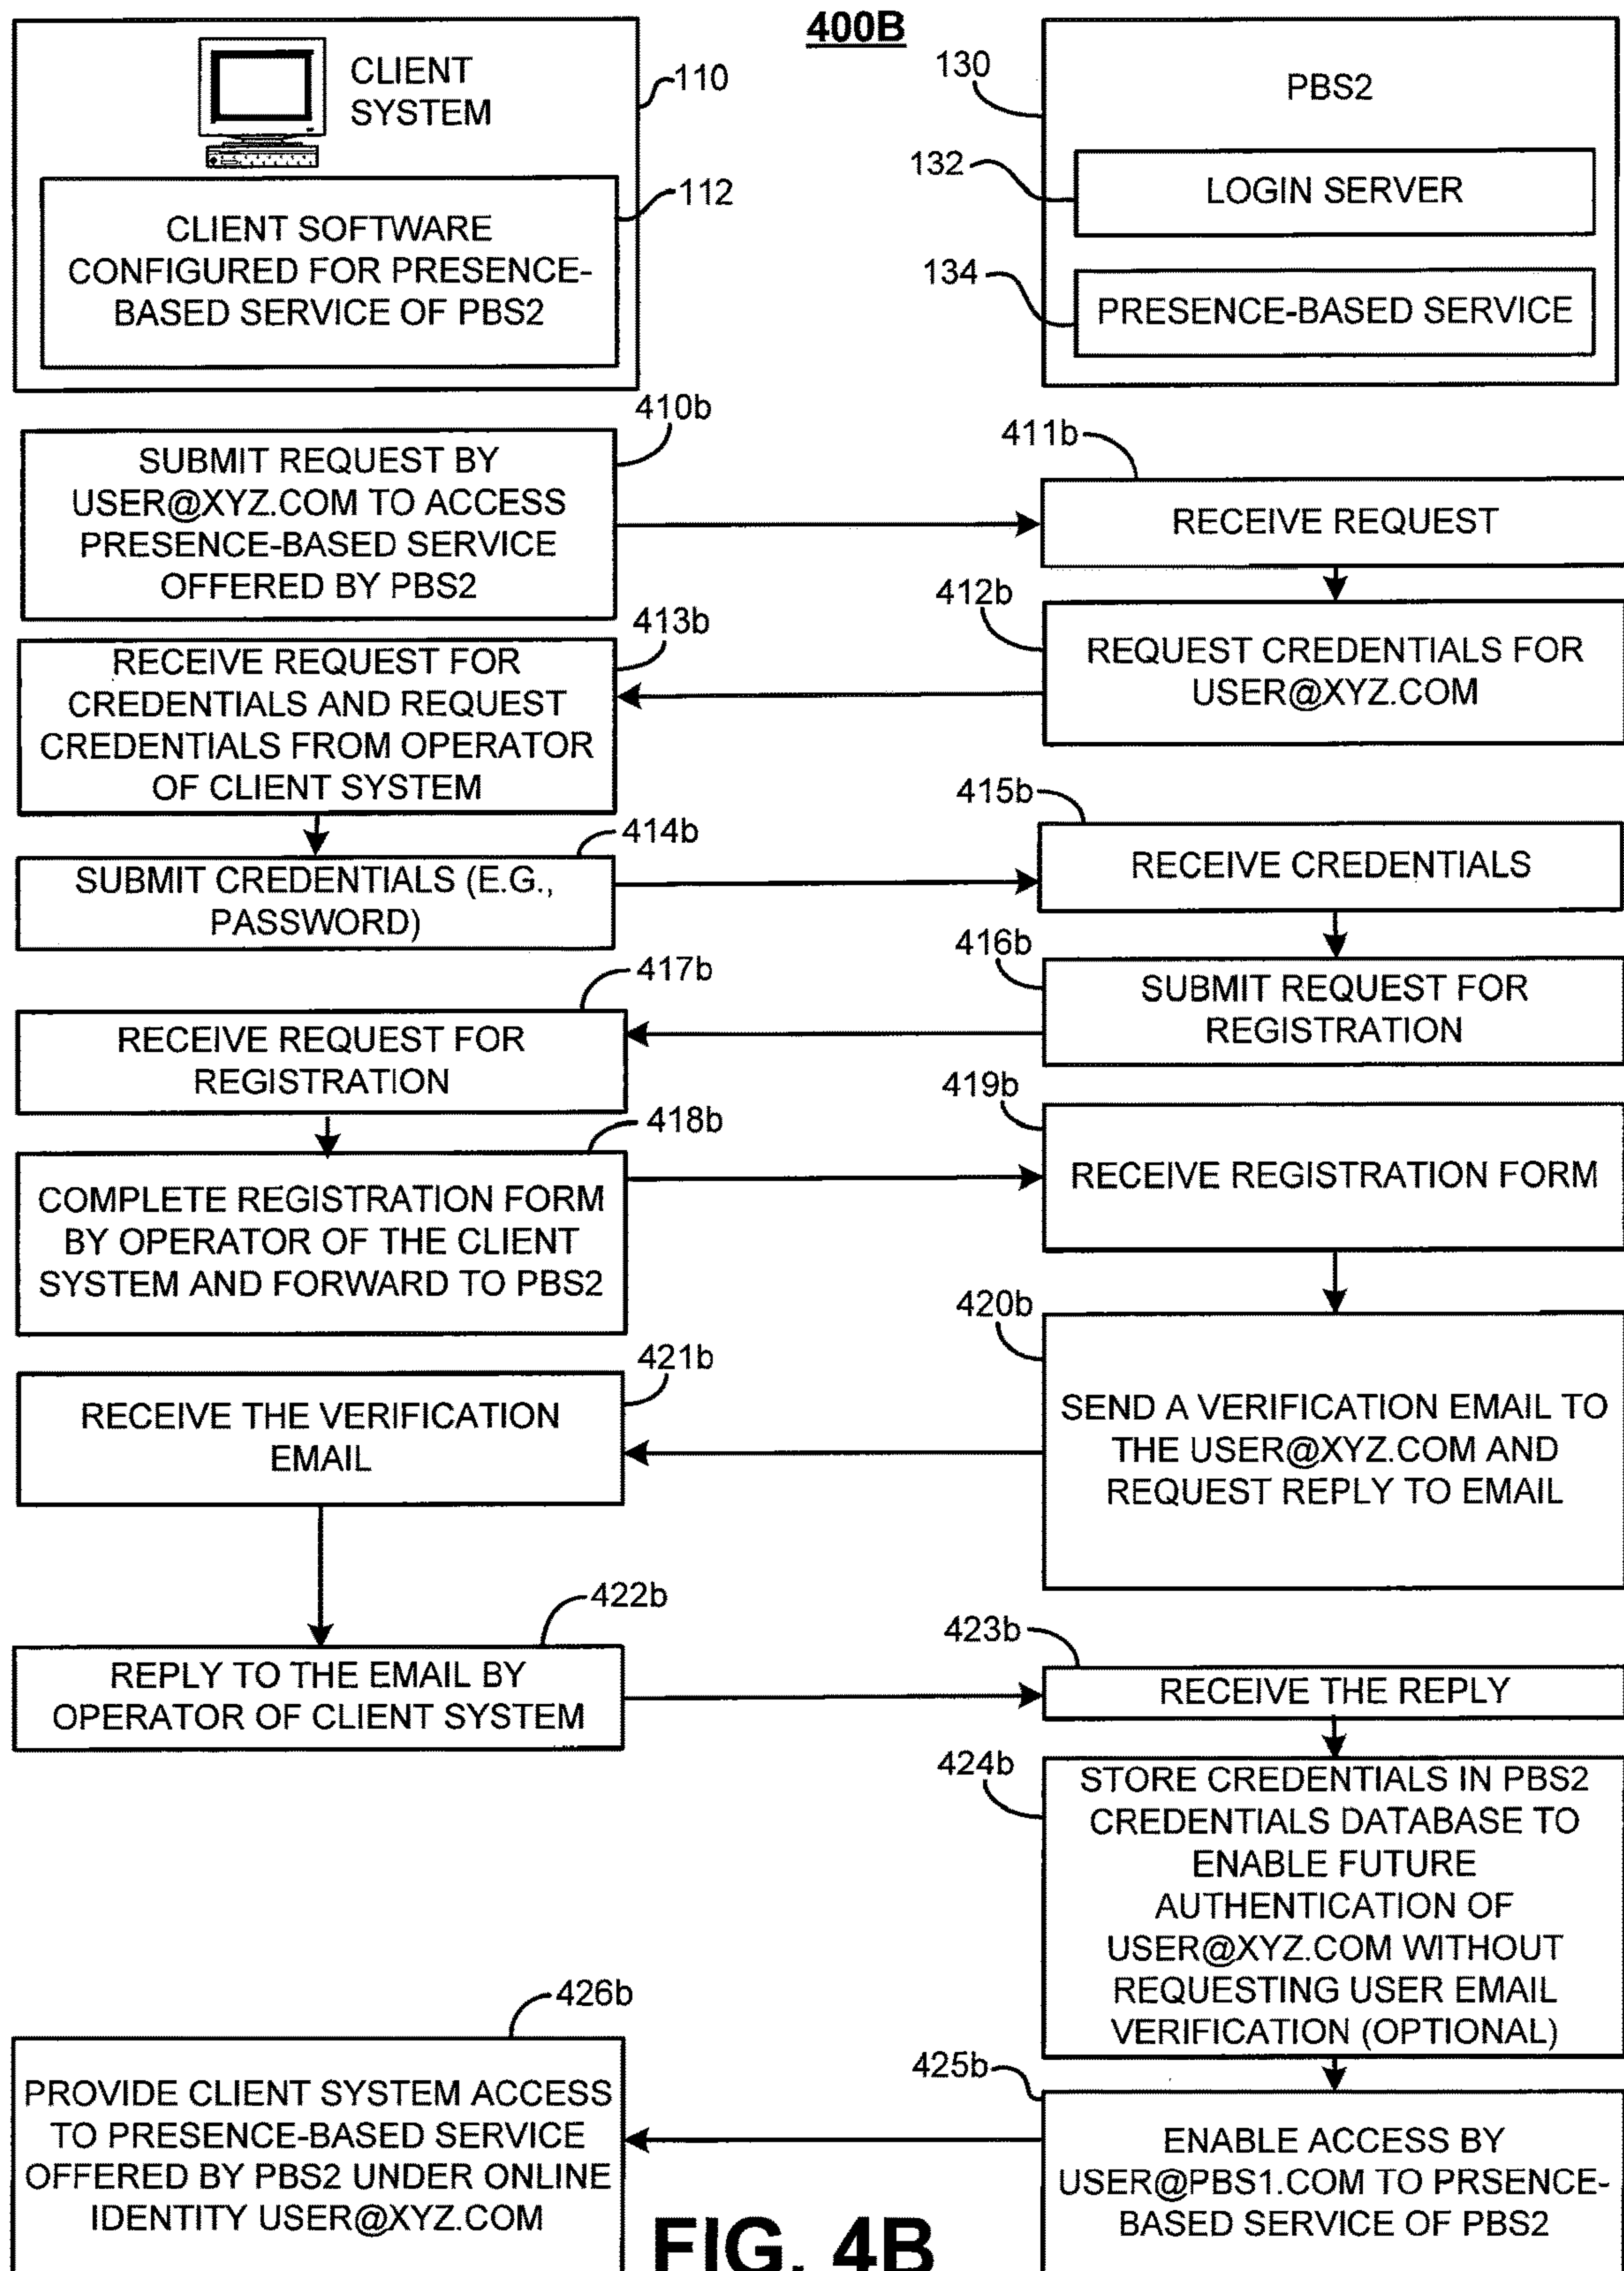 400B
CLIENT
SYSTEM
110
112
CLIENT SOFTWARE
CONFIGURED FOR PRESENCE-
BASED SERVICE OF PBS2
130
PBS2
132
LOGIN SERVER
134
PRESENCE-BASED SERVICE
410b
SUBMIT REQUEST BY
USER@XYZ.COM TO ACCESS
PRESENCE-BASED SERVICE
OFFERED BY PBS2
411b
RECEIVE REQUEST
412b
REQUEST CREDENTIALS FOR
USER@XYZ.COM
413b
RECEIVE REQUEST FOR
CREDENTIALS AND REQUEST
CREDENTIALS FROM OPERATOR
OF CLIENT SYSTEM
414b
SUBMIT CREDENTIALS (E.G.,
PASSWORD)
415b
RECEIVE CREDENTIALS
416b
SUBMIT REQUEST FOR
REGISTRATION
417b
RECEIVE REQUEST FOR
REGISTRATION
418b
COMPLETE REGISTRATION FORM
BY OPERATOR OF THE CLIENT
SYSTEM AND FORWARD TO PBS2
419b
RECEIVE REGISTRATION FORM
420b
SEND A VERIFICATION EMAIL TO
THE USER@XYZ.COM AND
REQUEST REPLY TO EMAIL
421b
RECEIVE THE VERIFICATION
EMAIL
422b
REPLY TO THE EMAIL BY
OPERATOR OF CLIENT SYSTEM
423b
RECEIVE THE REPLY
424b
STORE CREDENTIALS IN PBS2
CREDENTIALS DATABASE TO
ENABLE FUTURE
AUTHENTICATION OF
USER@XYZ.COM WITHOUT
REQUESTING USER EMAIL
VERIFICATION (OPTIONAL)
425b
ENABLE ACCESS BY
USER@PBS1.COM TO PRSENCE-
BASED SERVICE OF PBS2
426b
PROVIDE CLIENT SYSTEM ACCESS
TO PRESENCE-BASED SERVICE
OFFERED BY PBS2 UNDER ONLINE
IDENTITY USER@XYZ.COM
FIG. 4B